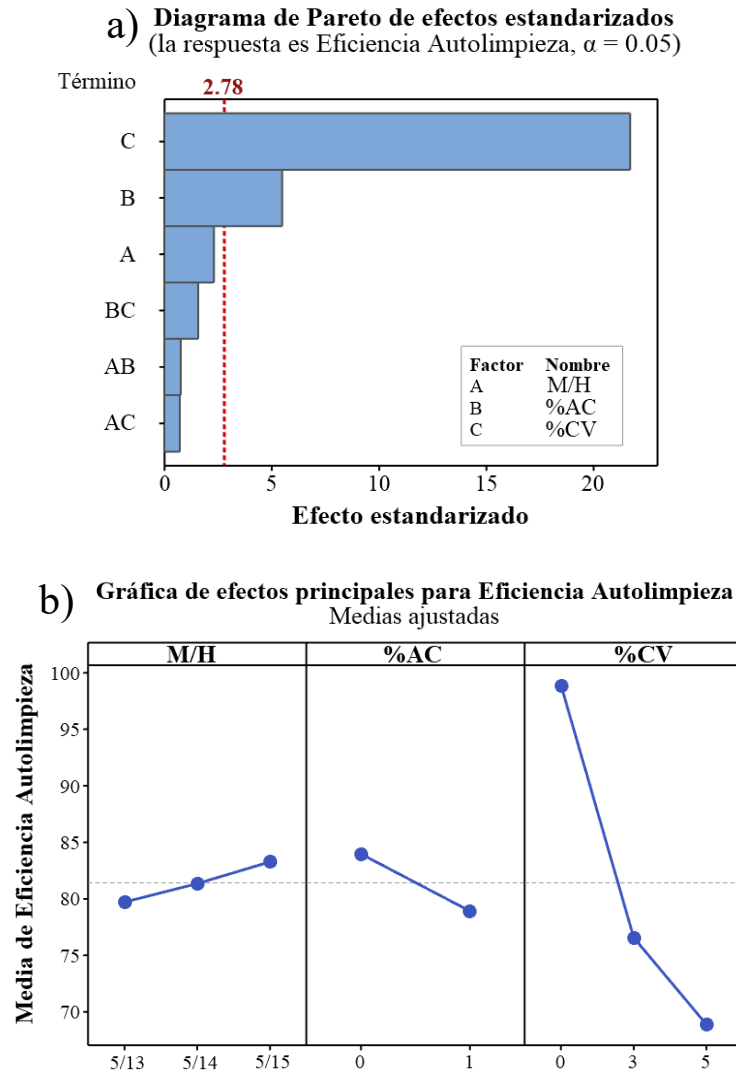 a) Diagrama de Pareto de efectos estandarizados
(la respuesta es Eficiencia Autolimpieza, α = 0.05)
Término
2.78
C
B
A
BC
AB
AC
Factor Nombre
A M/H
B %AC
C %CV
0 5 10 15 20
Efecto estandarizado
b) Gráfica de efectos principales para Eficiencia Autolimpieza
Medias ajustadas
M/H %AC %CV
Media de Eficiencia Autolimpieza
100
95
90
85
80
75
70
5/13 5/14 5/15 0 1 0 3 5